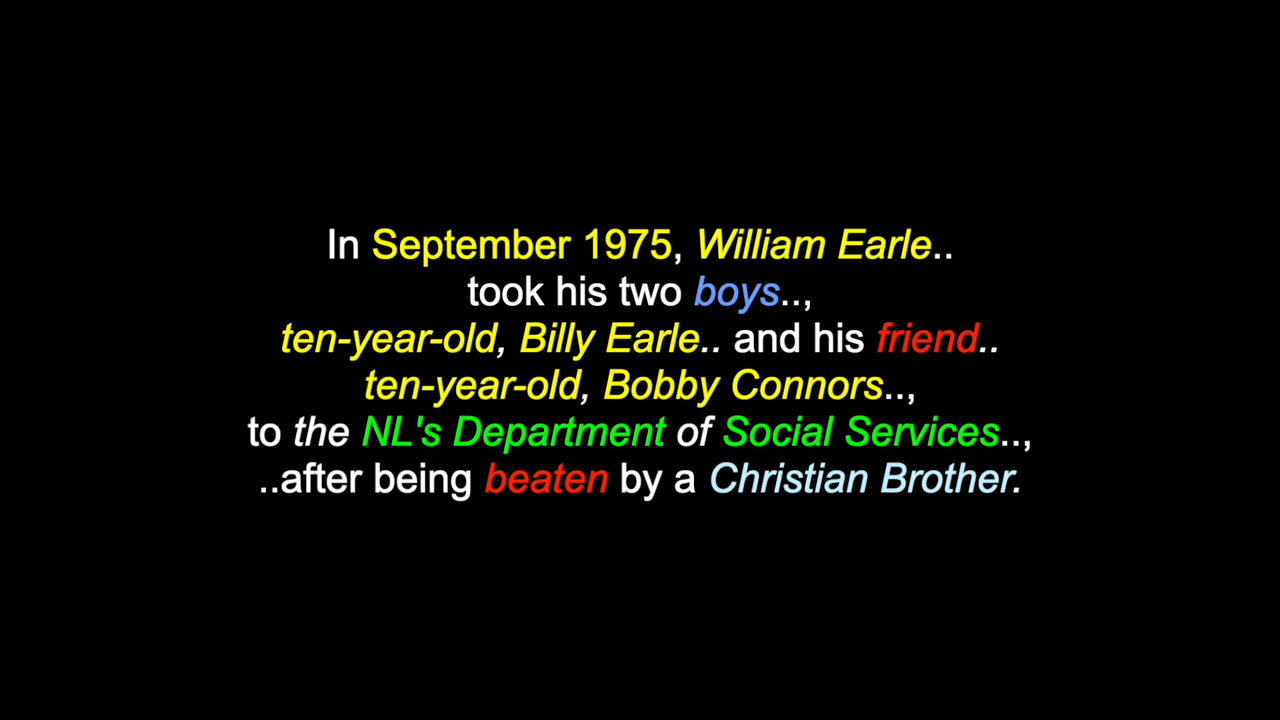 In September 1975, William Earle..
took his two boys..,
ten-year-old, Billy Earle.. and his friend..
ten-year-old, Bobby Connors..,
to the NL's Department of Social Services..,
..after being beaten by a Christian Brother.